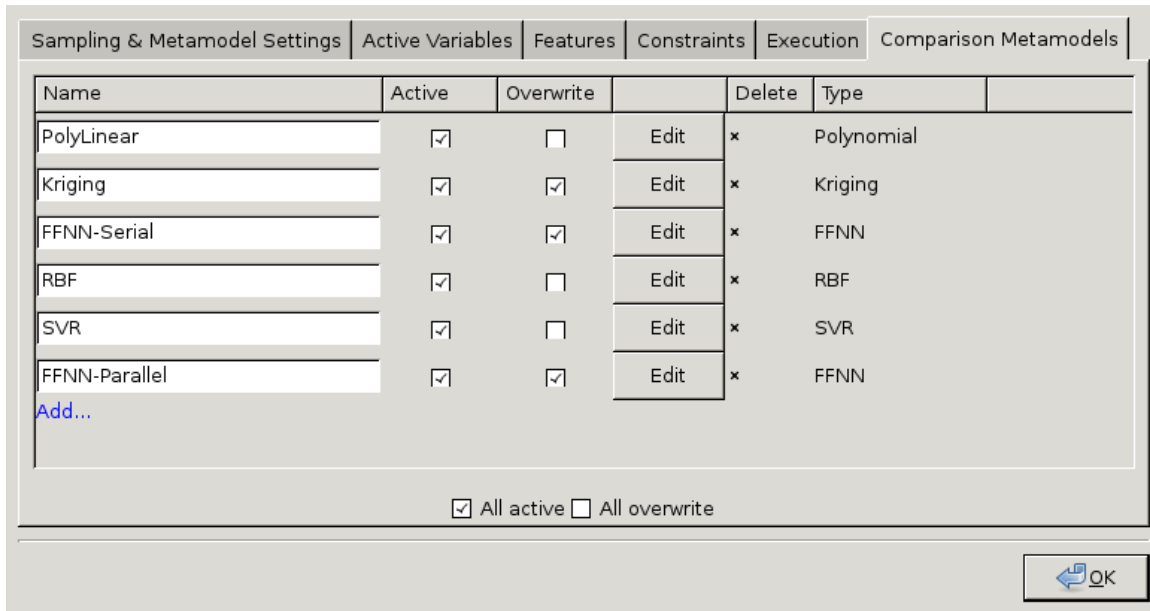 Sampling & Metamodel Settings Active Variables Features Constraints Execution Comparison Metamodels
Name Active Overwrite Delete Type
PolyLinear Edit × Polynomial
Kriging Edit × Kriging
FFNN-Serial Edit × FFNN
RBF Edit × RBF
SVR Edit × SVR
FFNN-Parallel Edit × FFNN
Add...
All active All overwrite
OK